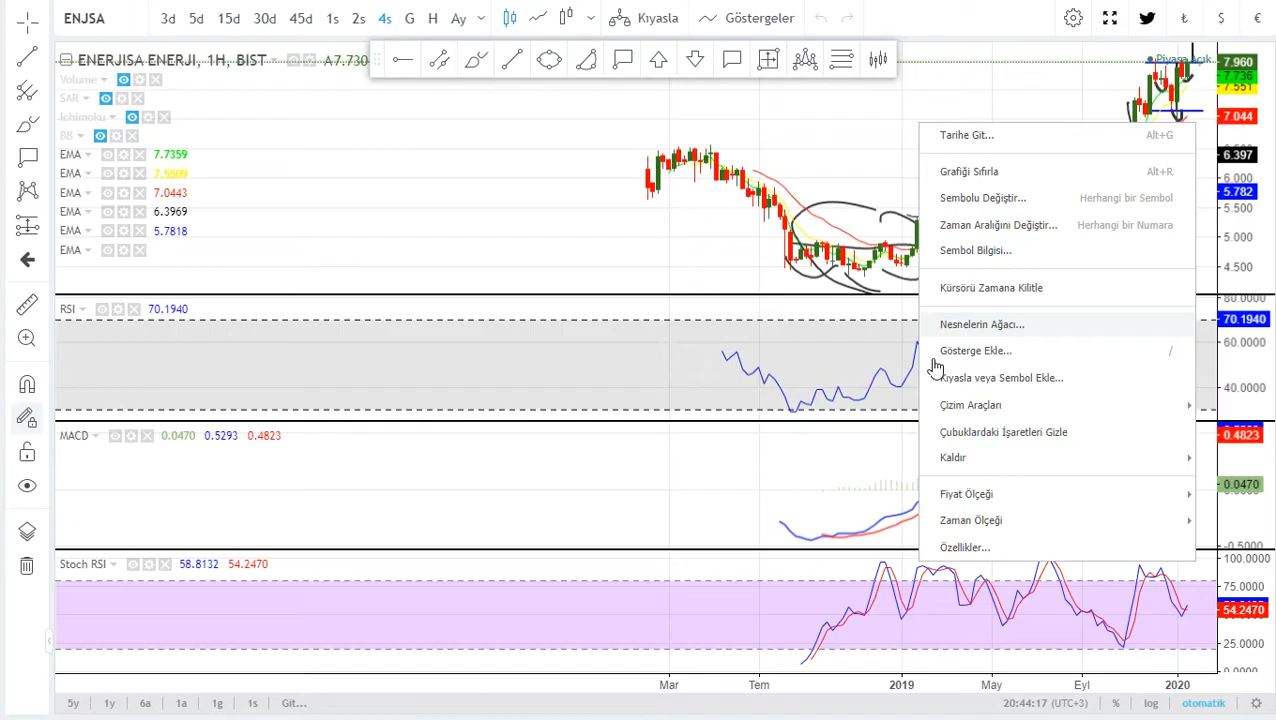 ENJSA 3d 5d 15d 30d 45d 1s 2s 4s G H Ay Kıyasla Göstergeler ₺ $ €
ENERJISA ENERJI, 1H, BIST A7.730
Piyasa açık
Volume
SAR
Ichimoku
BB
EMA 7.7359
EMA 7.5509
EMA 7.0443
EMA 6.3969
EMA 5.7818
EMA
7.960
7.736
7.551
7.044
6.397
6.000
5.782
5.500
5.000
4.500
Tarihe Git... Alt+G
Grafiği Sıfırla Alt+R
Sembolu Değiştir... Herhangi bir Sembol
Zaman Aralığını Değiştir... Herhangi bir Numara
Sembol Bilgisi...
Kürsörü Zamana Kilitle
Nesnelerin Ağacı...
Gösterge Ekle... /
Kıyasla veya Sembol Ekle...
Çizim Araçları
Çubuklardaki İşaretleri Gizle
Kaldır
Fiyat Ölçeği
Zaman Ölçeği
Özellikler...
RSI 70.1940
80.0000
70.1940
60.0000
40.0000
MACD 0.0470 0.5293 0.4823
0.4823
0.0470
-0.5000
Stoch RSI 58.8132 54.2470
100.0000
75.0000
54.2470
25.0000
0.0000
Mar Tem 2019 May Eyl 2020
5y 1y 6a 1a 1g 1s Git... 20:44:17 (UTC+3) % log otomatik